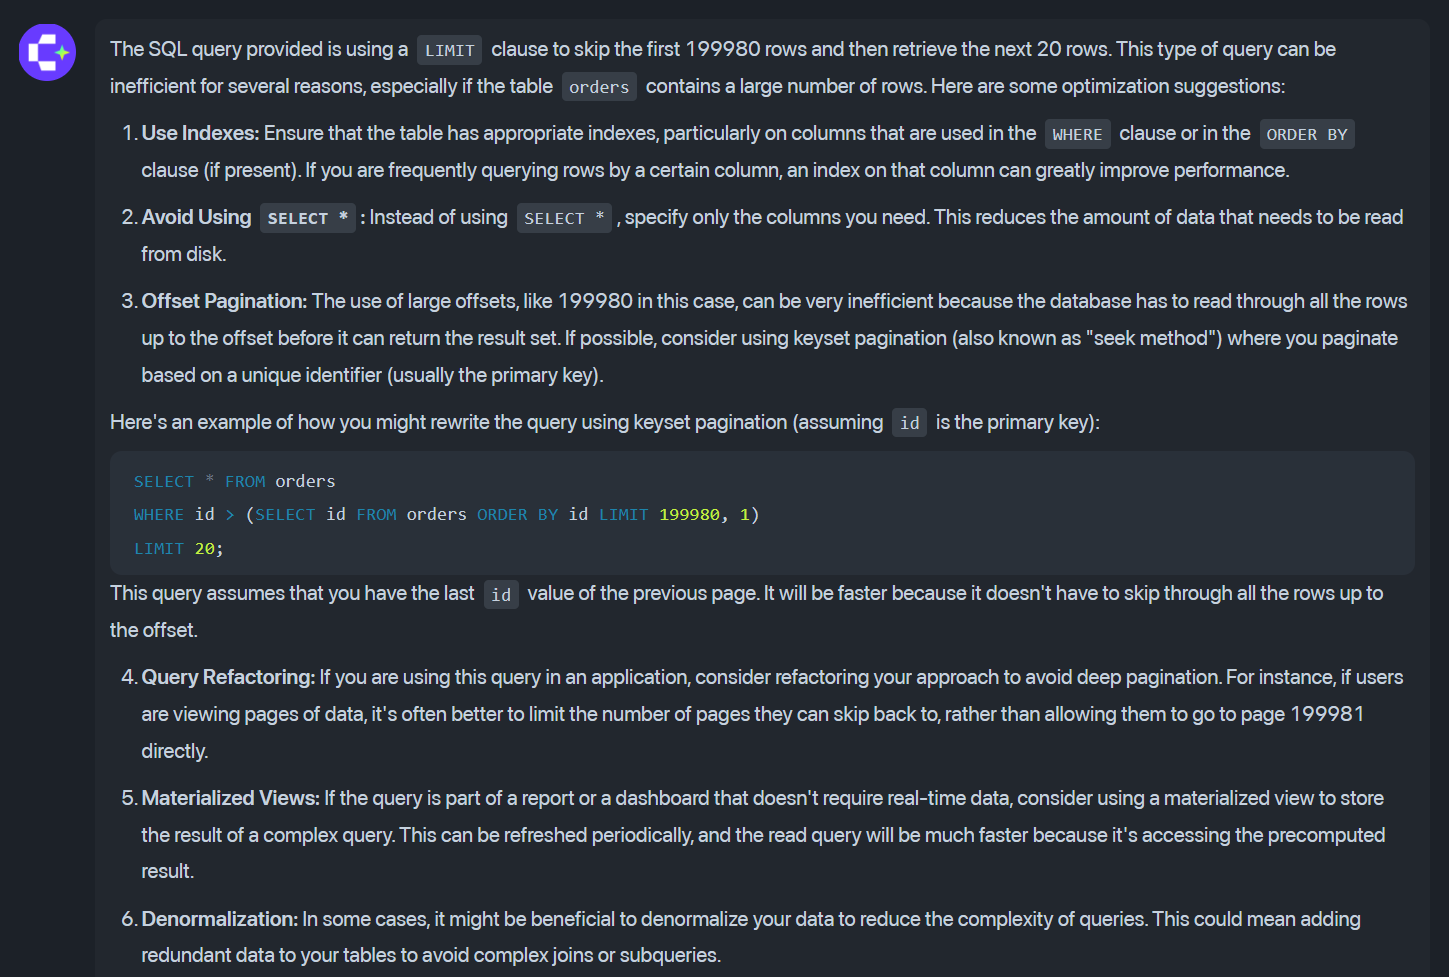 The SQL query provided is using a LIMIT clause to skip the first 199980 rows and then retrieve the next 20 rows. This type of query can be
inefficient for several reasons, especially if the table orders contains a large number of rows. Here are some optimization suggestions:
1. Use Indexes: Ensure that the table has appropriate indexes, particularly on columns that are used in the WHERE clause or in the ORDER BY
clause (if present). If you are frequently querying rows by a certain column, an index on that column can greatly improve performance.
2. Avoid Using SELECT * : Instead of using SELECT * , specify only the columns you need. This reduces the amount of data that needs to be read
from disk.
3. Offset Pagination: The use of large offsets, like 199980 in this case, can be very inefficient because the database has to read through all the rows
up to the offset before it can return the result set. If possible, consider using keyset pagination (also known as "seek method") where you paginate
based on a unique identifier (usually the primary key).
Here's an example of how you might rewrite the query using keyset pagination (assuming id is the primary key):
SELECT * FROM orders
WHERE id > (SELECT id FROM orders ORDER BY id LIMIT 199980, 1)
LIMIT 20;
This query assumes that you have the last id value of the previous page. It will be faster because it doesn't have to skip through all the rows up to
the offset.
4. Query Refactoring: If you are using this query in an application, consider refactoring your approach to avoid deep pagination. For instance, if users
are viewing pages of data, it's often better to limit the number of pages they can skip back to, rather than allowing them to go to page 199981
directly.
5. Materialized Views: If the query is part of a report or a dashboard that doesn't require real-time data, consider using a materialized view to store
the result of a complex query. This can be refreshed periodically, and the read query will be much faster because it's accessing the precomputed
result.
6. Denormalization: In some cases, it might be beneficial to denormalize your data to reduce the complexity of queries. This could mean adding
redundant data to your tables to avoid complex joins or subqueries.